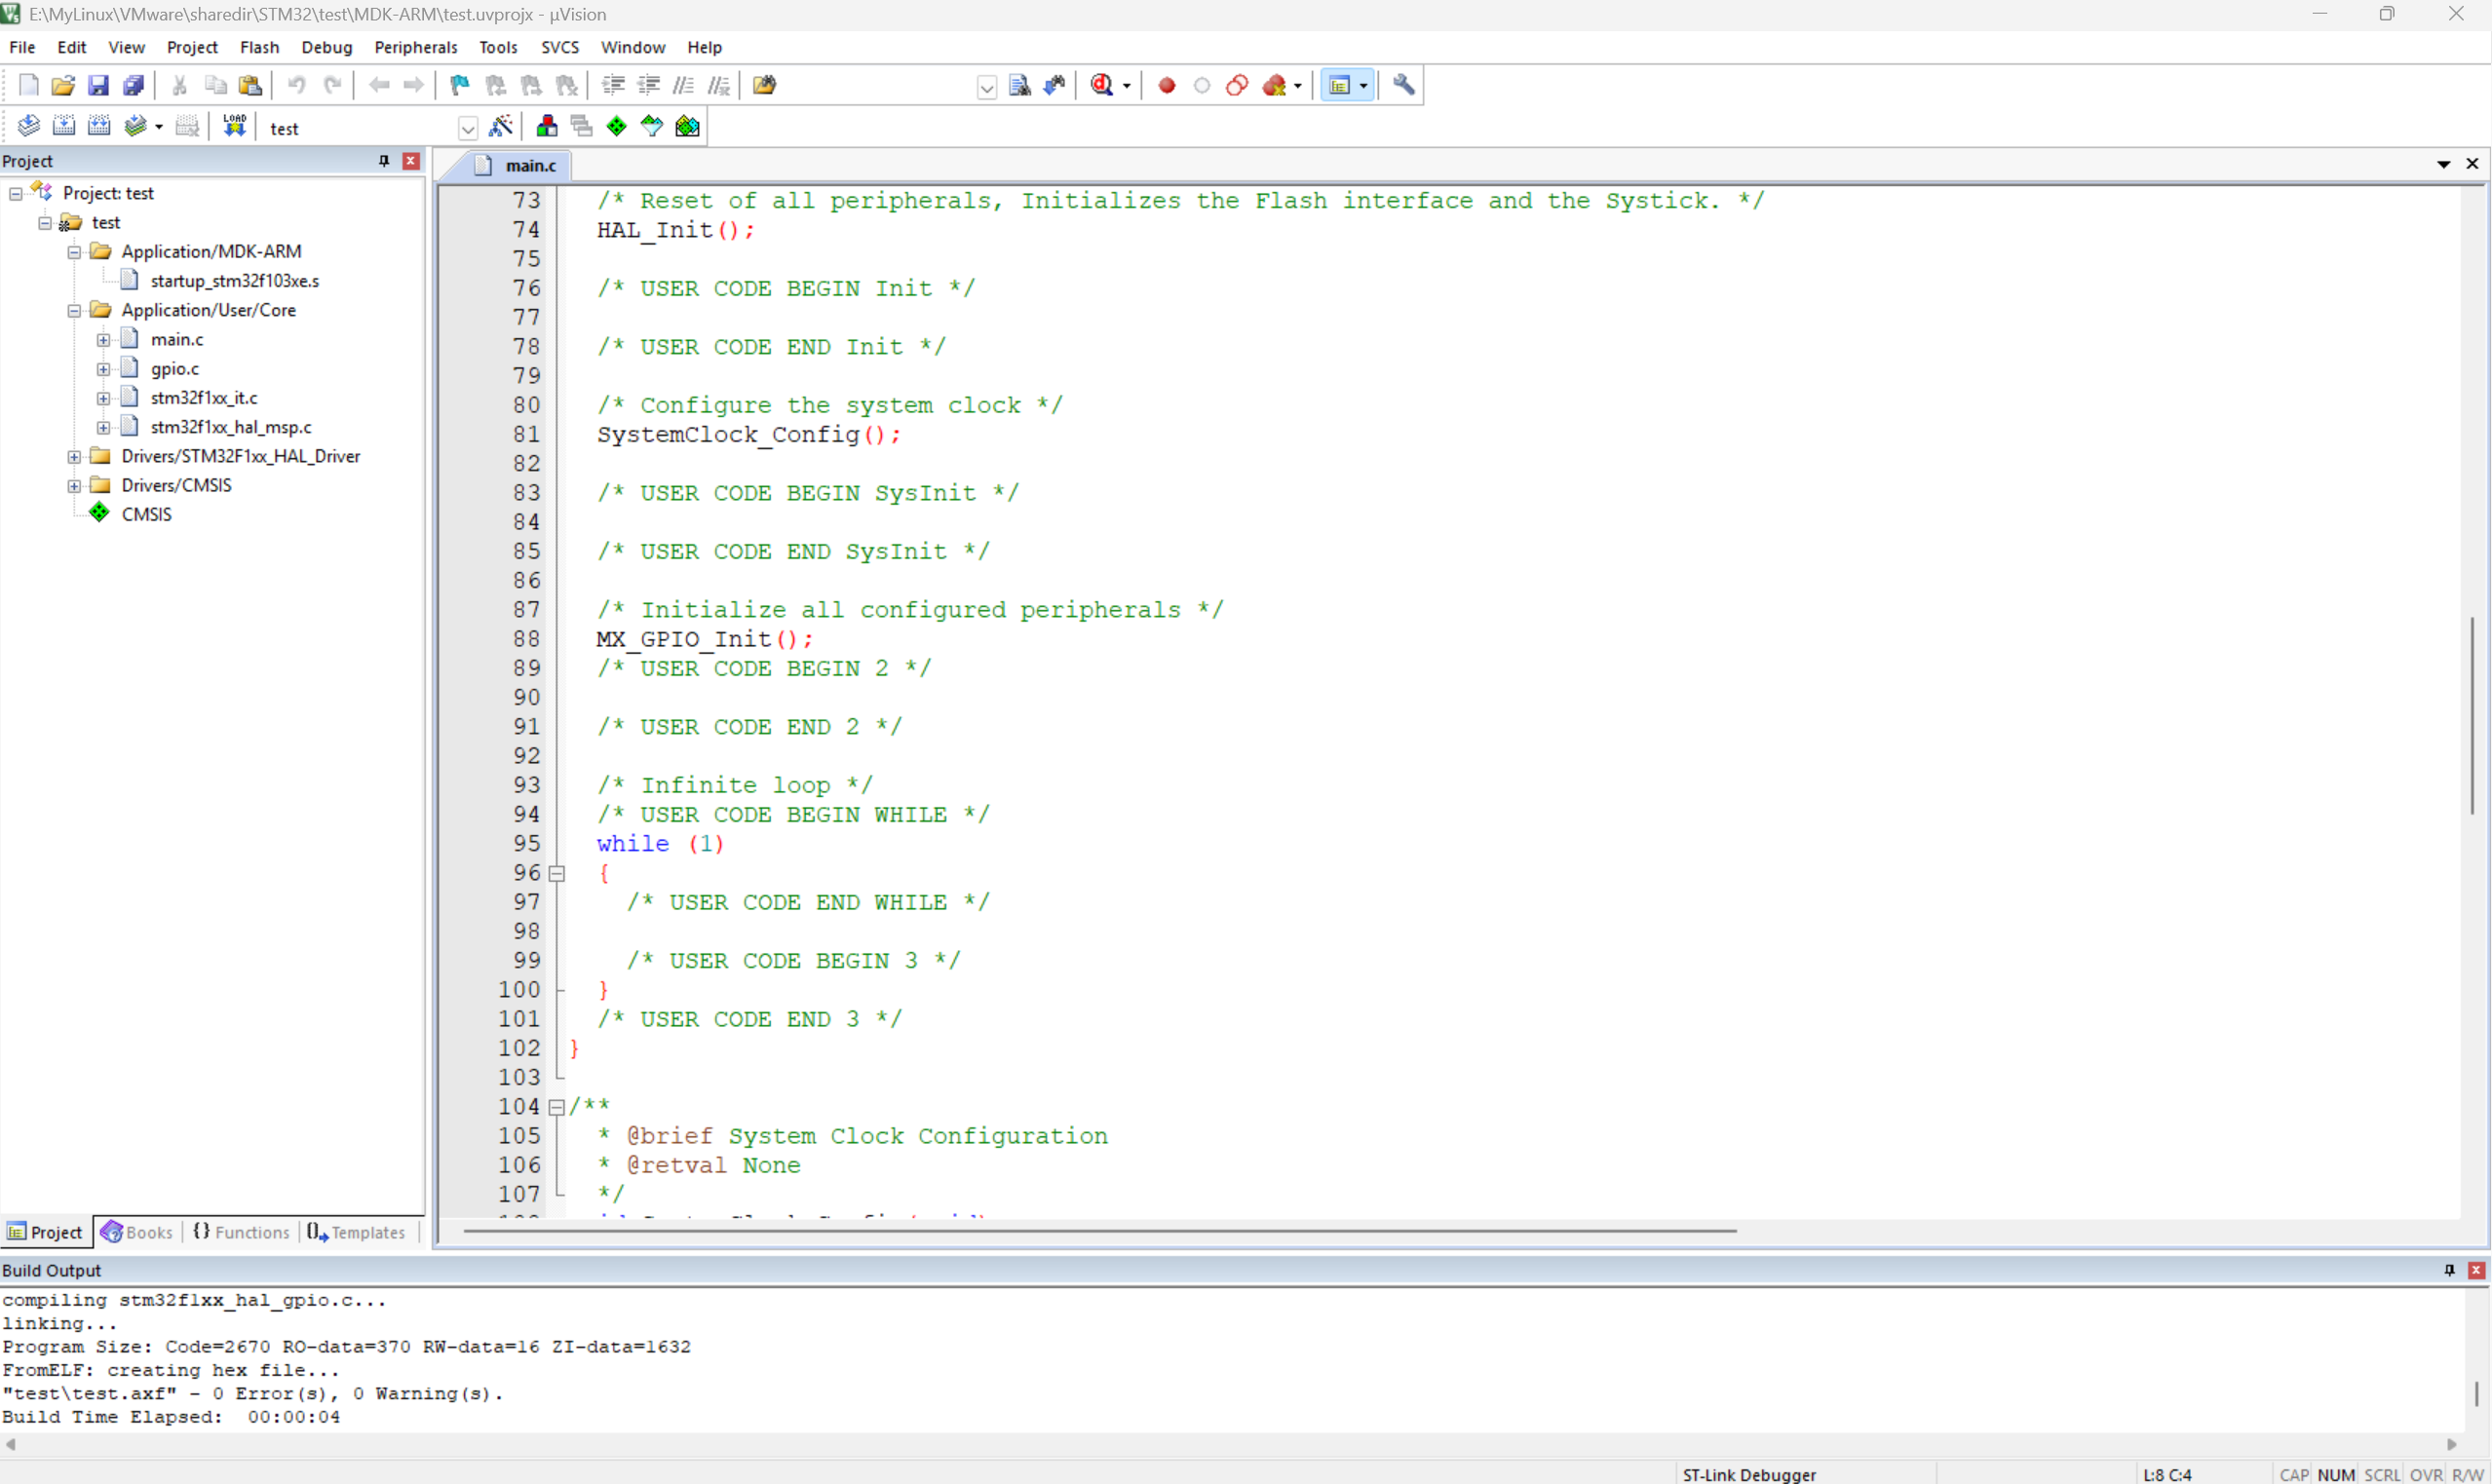 E:\MyLinux\VMware\sharedir\STM32\test\MDK-ARM\test.uvprojx - µVision
File Edit View Project Flash Debug Peripherals Tools SVCS Window Help
LOAD test
Project
Project: test
test
Application/MDK-ARM
startup_stm32f103xe.s
Application/User/Core
main.c
gpio.c
stm32f1xx_it.c
stm32f1xx_hal_msp.c
Drivers/STM32F1xx_HAL_Driver
Drivers/CMSIS
CMSIS
Project Books {} Functions Templates
main.c
73 /* Reset of all peripherals, Initializes the Flash interface and the Systick. */
74 HAL_Init();
75
76 /* USER CODE BEGIN Init */
77
78 /* USER CODE END Init */
79
80 /* Configure the system clock */
81 SystemClock_Config();
82
83 /* USER CODE BEGIN SysInit */
84
85 /* USER CODE END SysInit */
86
87 /* Initialize all configured peripherals */
88 MX_GPIO_Init();
89 /* USER CODE BEGIN 2 */
90
91 /* USER CODE END 2 */
92
93 /* Infinite loop */
94 /* USER CODE BEGIN WHILE */
95 while (1)
96 {
97 /* USER CODE END WHILE */
98
99 /* USER CODE BEGIN 3 */
100 }
101 /* USER CODE END 3 */
102 }
103
104 /**
105 * @brief System Clock Configuration
106 * @retval None
107 */
Build Output
compiling stm32f1xx_hal_gpio.c...
linking...
Program Size: Code=2670 RO-data=370 RW-data=16 ZI-data=1632
FromELF: creating hex file...
"test\test.axf" - 0 Error(s), 0 Warning(s).
Build Time Elapsed: 00:00:04
ST-Link Debugger L:8 C:4 CAP NUM SCRL OVR R/W